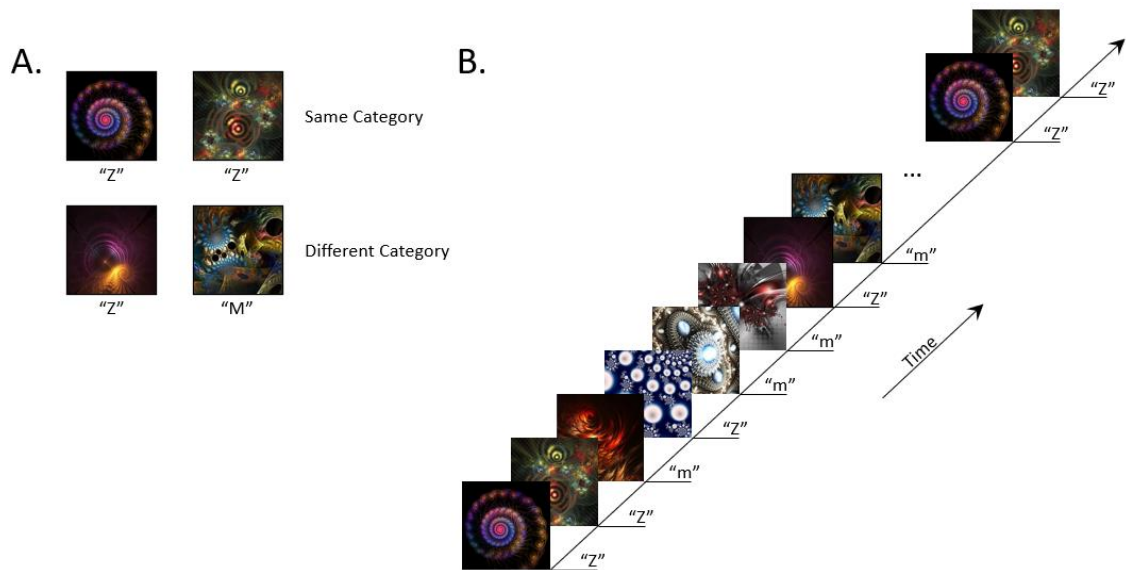 A.
“Z”
“Z”
Same Category
“Z”
“M”
Different Category
B.
“Z”
“Z”
...
“m”
“Z”
“m”
“m”
“Z”
“m”
“Z”
“Z”
Time